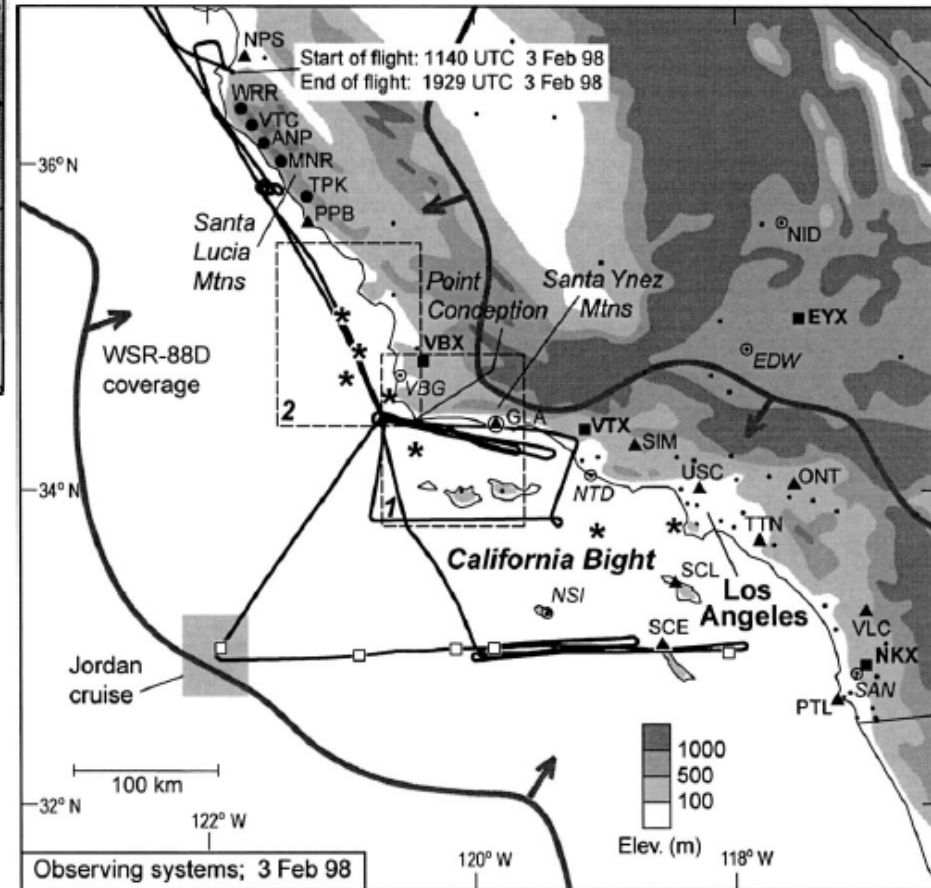 NPS
Start of flight: 1140 UTC 3 Feb 98
End of flight: 1929 UTC 3 Feb 98
WRR
VTC
ANP
MNR
36° N
TPK
PPB
Santa
Lucia
Mtns
NID
Point
Conception
Santa Ynez
Mtns
EYX
WSR-88D
coverage
VBX
EDW
VBG
2
GLA
VTX
SIM
USC
ONT
34° N
NTD
1
TTN
California Bight
SCL
Los
Angeles
NSI
VLC
SCE
NKX
Jordan
cruise
SAN
PTL
100 km
1000
500
100
32° N
122° W
120° W
118° W
Elev. (m)
Observing systems; 3 Feb 98